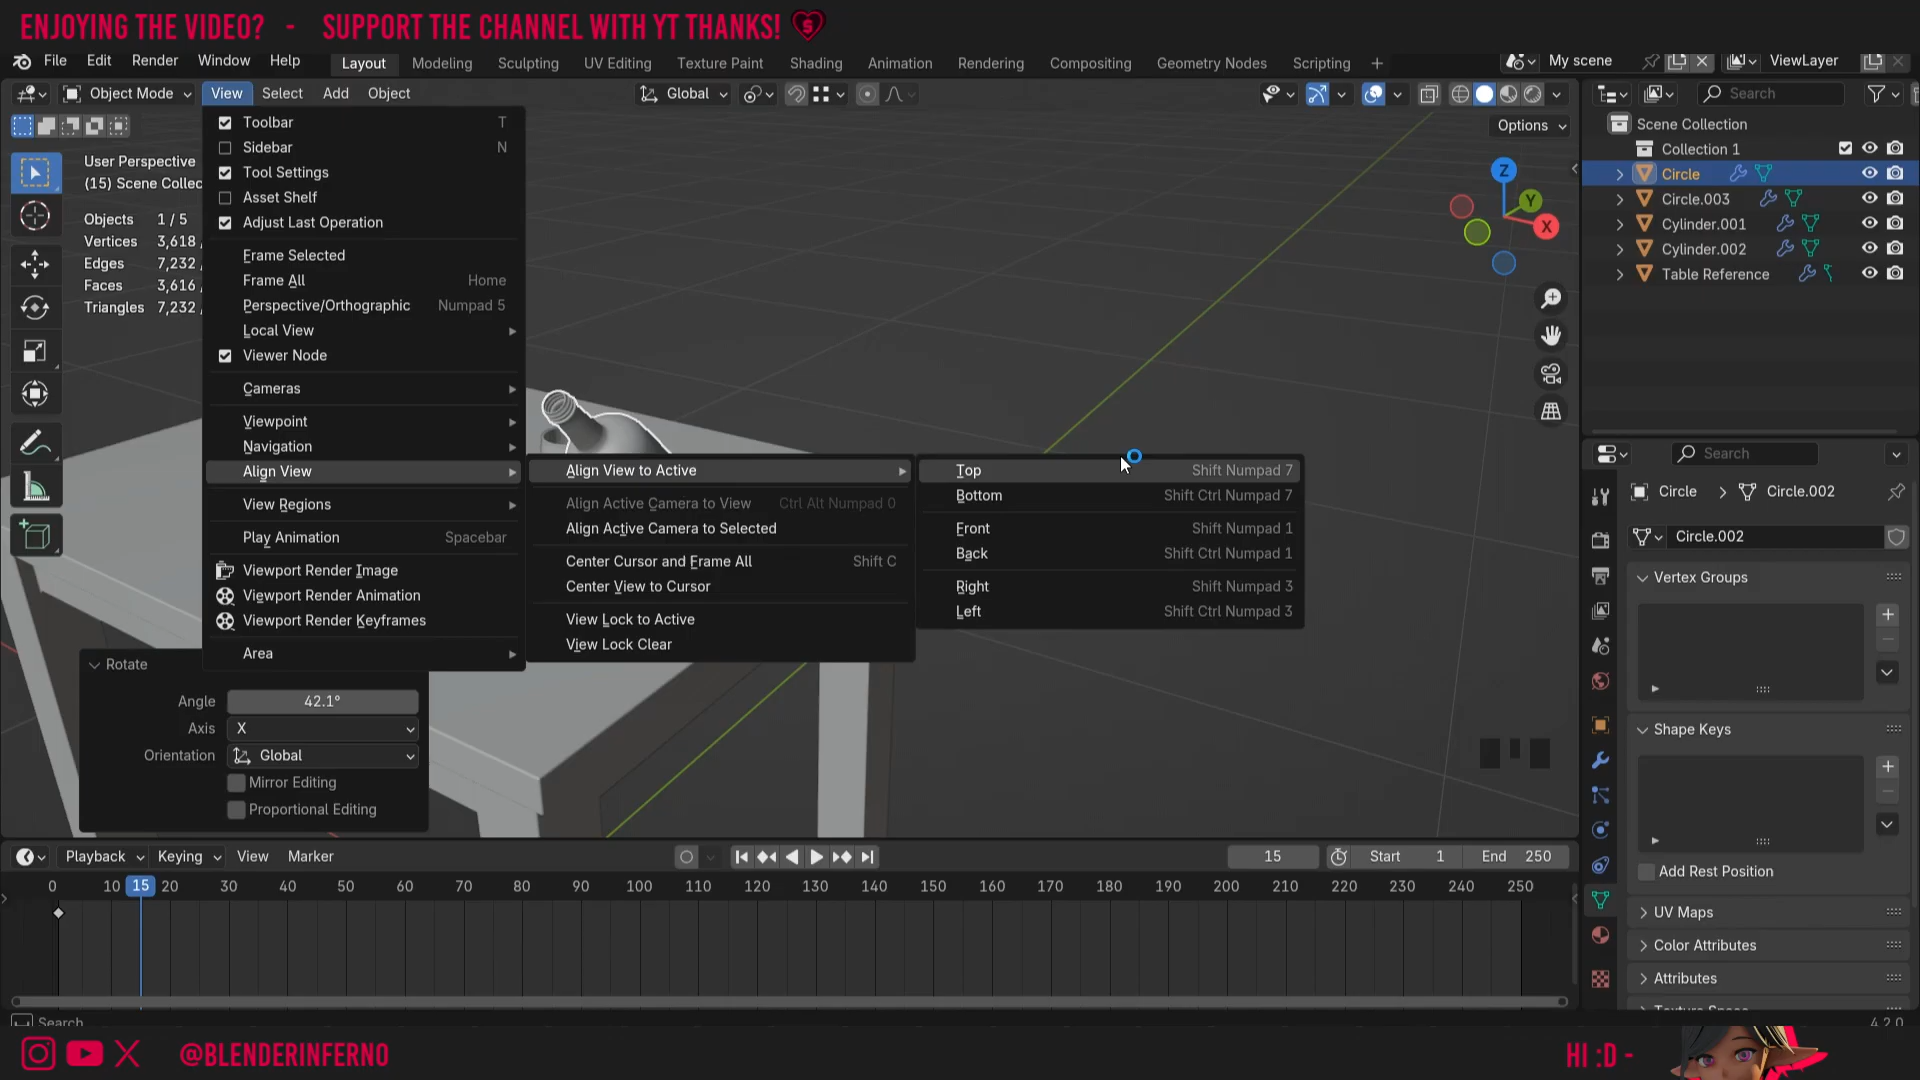 ENJOYING THE VIDEO? - SUPPORT THE CHANNEL WITH YT THANKS!
File Edit Render Window Help Layout Modeling Sculpting UV Editing Texture Paint Shading Animation Rendering Compositing Geometry Nodes Scripting + My scene ViewLayer
Object Mode View Select Add Object Global Search
Options
User Perspective
(15) Scene Collec
Objects 1 / 5
Vertices 3,618
Edges 7,232
Faces 3,616
Triangles 7,232
Toolbar T
Sidebar N
Tool Settings
Asset Shelf
Adjust Last Operation
Frame Selected
Frame All Home
Perspective/Orthographic Numpad 5
Local View
Viewer Node
Cameras
Viewpoint
Navigation
Align View
View Regions
Play Animation Spacebar
Viewport Render Image
Viewport Render Animation
Viewport Render Keyframes
Area
Align View to Active
Align Active Camera to View Ctrl Alt Numpad 0
Align Active Camera to Selected
Center Cursor and Frame All Shift C
Center View to Cursor
View Lock to Active
View Lock Clear
Top Shift Numpad 7
Bottom Shift Ctrl Numpad 7
Front Shift Numpad 1
Back Shift Ctrl Numpad 1
Right Shift Numpad 3
Left Shift Ctrl Numpad 3
Z
Y
X
Scene Collection
Collection 1
Circle
Circle.003
Cylinder.001
Cylinder.002
Table Reference
Search
Circle Circle.002
Circle.002
Vertex Groups
Shape Keys
Add Rest Position
UV Maps
Color Attributes
Attributes
Rotate
Angle 42.1°
Axis X
Orientation Global
Mirror Editing
Proportional Editing
Playback Keying View Marker 15 Start 1 End 250
0 10 15 20 30 40 50 60 70 80 90 100 110 120 130 140 150 160 170 180 190 200 210 220 230 240 250
Search
4.2.0
@BLENDERINFERNO
HI :D -